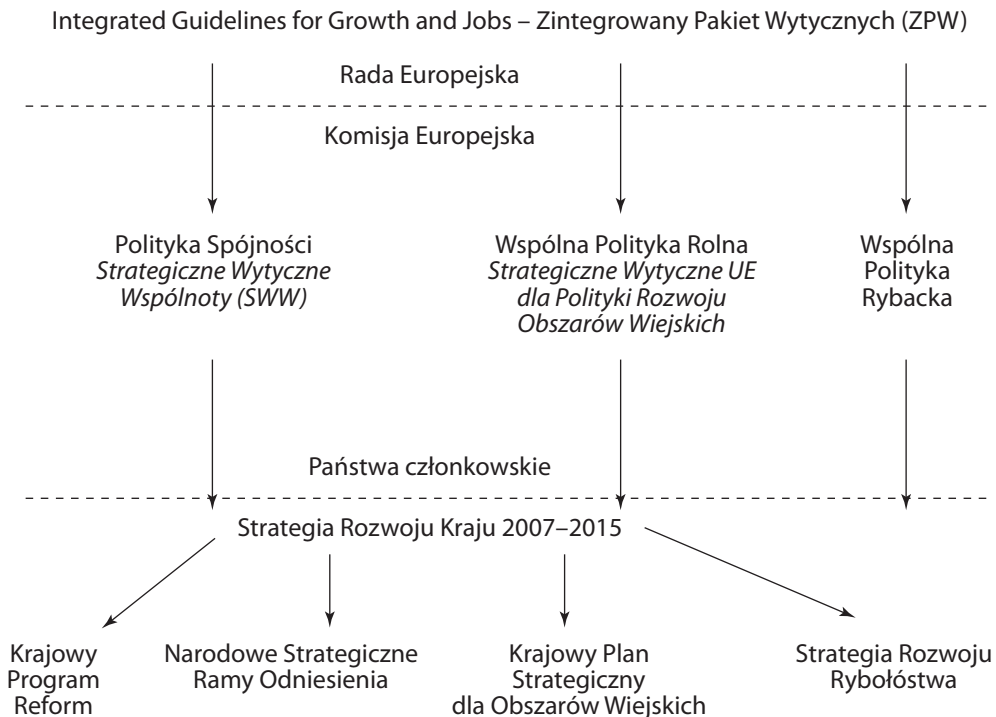 Integrated Guidelines for Growth and Jobs – Zintegrowany Pakiet Wytycznych (ZPW)
Rada Europejska
Komisja Europejska
Polityka Spójności
Strategiczne Wytyczne
Wspólnoty (SWW)
Wspólna Polityka Rolna
Strategiczne Wytyczne UE
dla Polityki Rozwoju
Obszarów Wiejskich
Wspólna
Polityka
Rybacka
Państwa członkowskie
Strategia Rozwoju Kraju 2007–2015
Krajowy
Program
Reform
Narodowe Strategiczne
Ramy Odniesienia
Krajowy Plan
Strategiczny
dla Obszarów Wiejskich
Strategia Rozwoju
Rybołóstwa